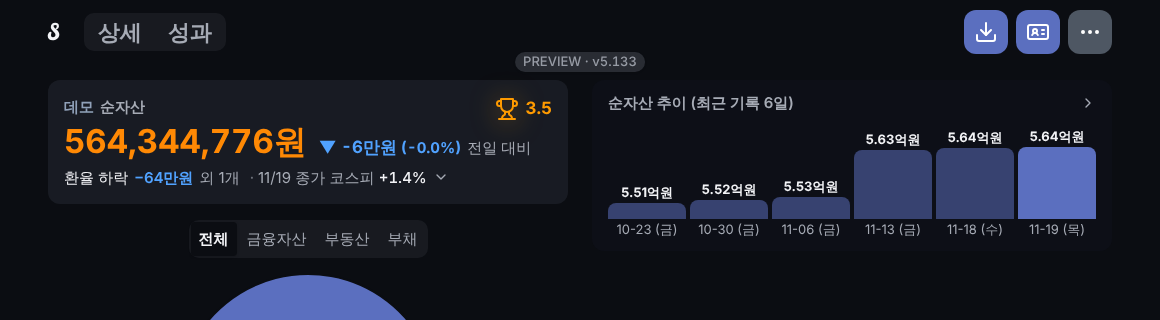 S 상세 성과
PREVIEW · v5.133
데모 순자산 3.5
564,344,776원 ▼ -6만원 (-0.0%) 전일 대비
환율 하락 −64만원 외 1개 · 11/19 종가 코스피 +1.4%
순자산 추이 (최근 기록 6일)
5.51억원 5.52억원 5.53억원 5.63억원 5.64억원 5.64억원
10-23 (금) 10-30 (금) 11-06 (금) 11-13 (금) 11-18 (수) 11-19 (목)
전체 금융자산 부동산 부채